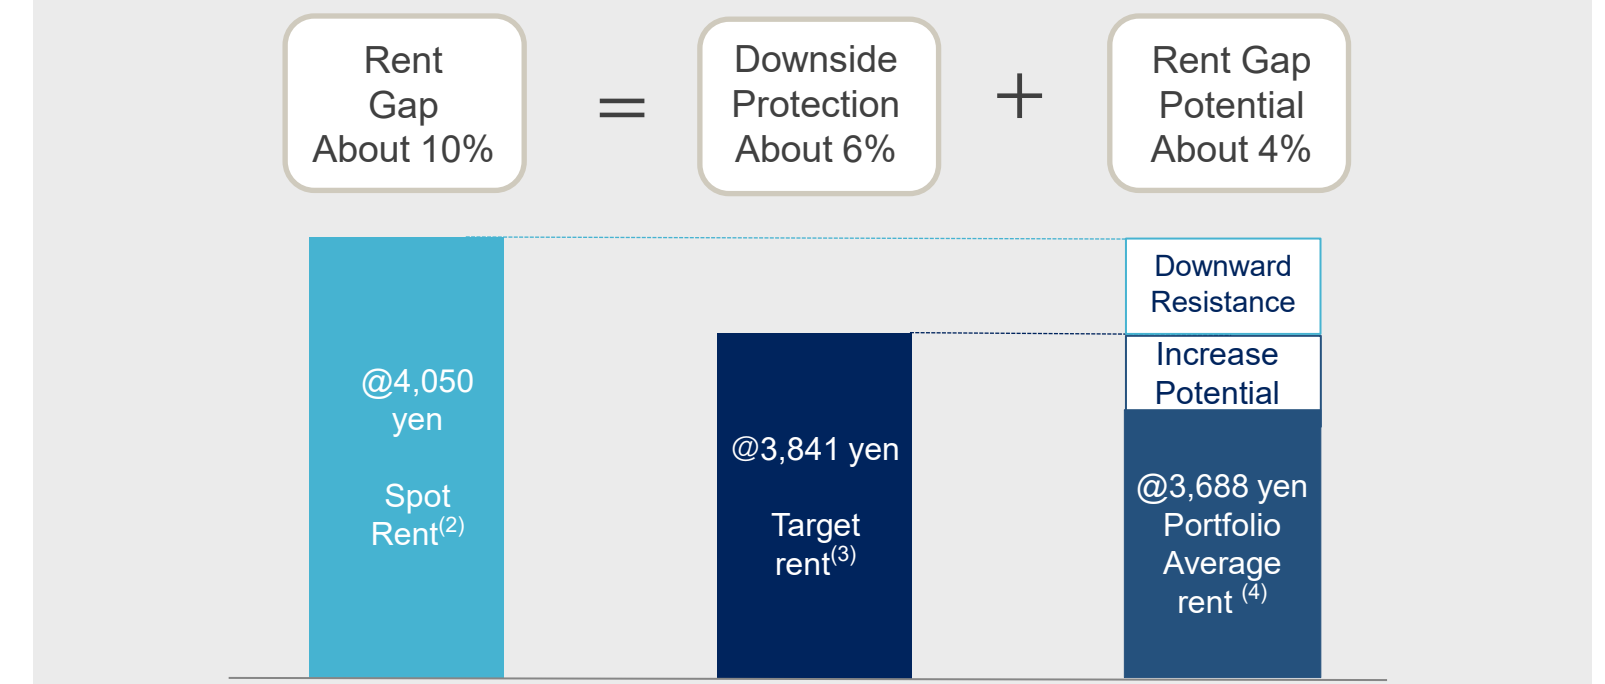 Rent
Gap
About 10%
=
Downside
Protection
About 6%
+
Rent Gap
Potential
About 4%
@4,050
yen
Spot
Rent(2)
@3,841 yen
Target
rent(3)
Downward
Resistance
Increase
Potential
@3,688 yen
Portfolio
Average
rent (4)